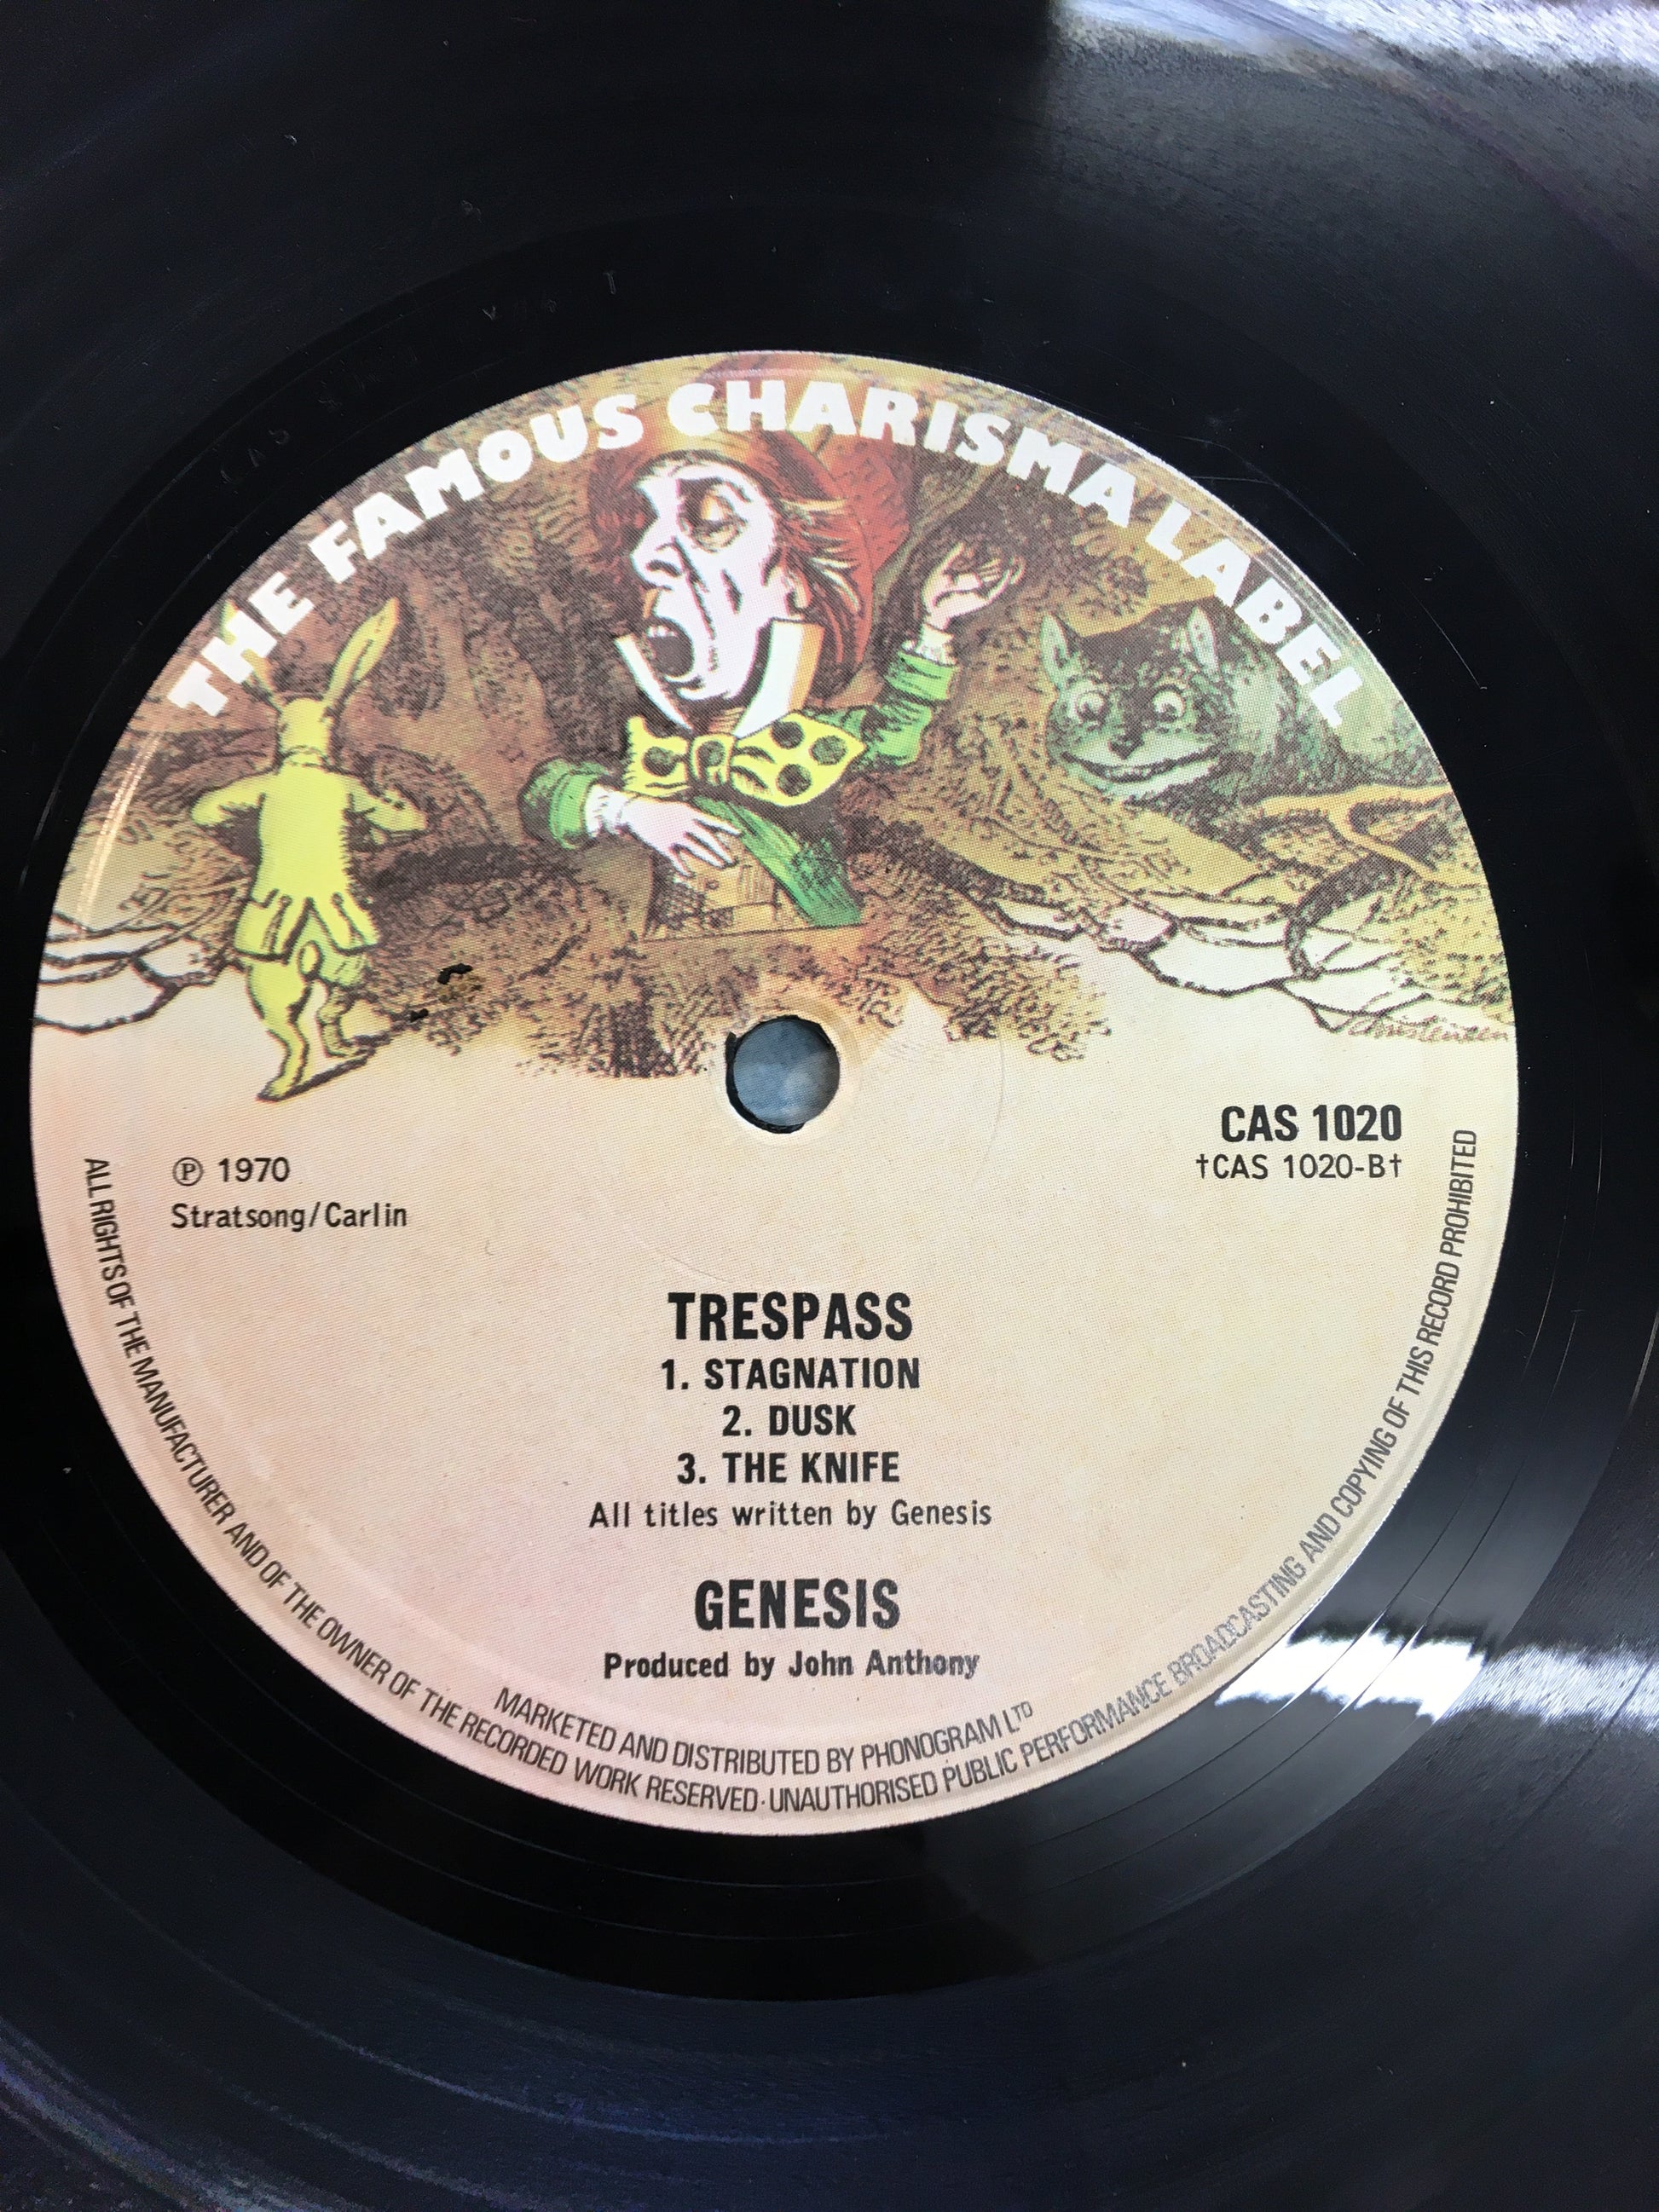 THE FAMOUS CHARISMA LABEL
CAS 1020
†CAS 1020-B†
Ⓟ 1970
Stratsong/Carlin
TRESPASS
1. STAGNATION
2. DUSK
3. THE KNIFE
All titles written by Genesis
GENESIS
Produced by John Anthony
MARKETED AND DISTRIBUTED BY PHONOGRAM LTD
ALL RIGHTS OF THE MANUFACTURER AND OF THE OWNER OF THE RECORDED WORK RESERVED·UNAUTHORISED PUBLIC PERFORMANCE BROADCASTING AND COPYING OF THIS RECORD PROHIBITED